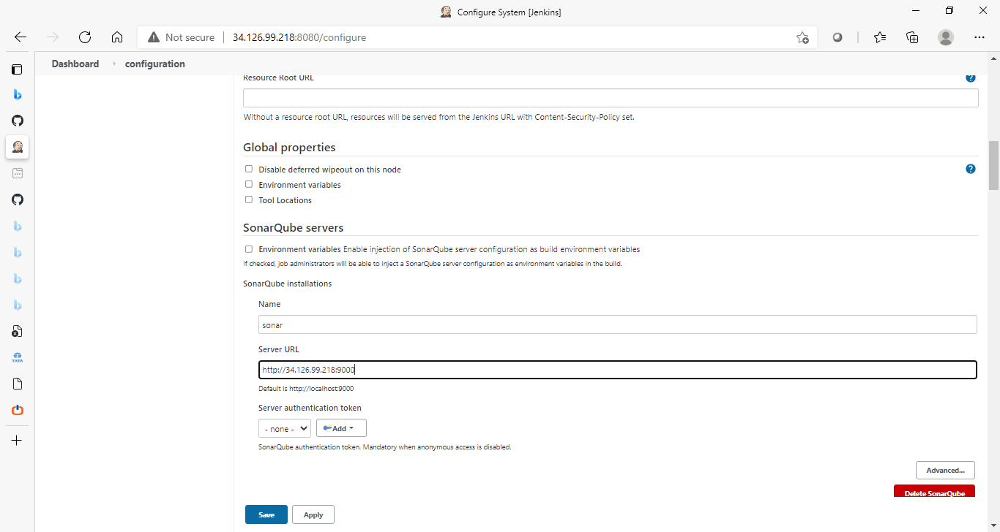 Configure System [Jenkins]
Not secure
34.126.99.218:8080/configure
Dashboard
configuration
Resource Root URL
?
Without a resource root URL, resources will be served from the Jenkins URL with Content-Security-Policy set.
Global properties
Disable deferred wipeout on this node
?
Environment variables
Tool Locations
SonarQube servers
Environment variables Enable injection of SonarQube server configuration as build environment variables
If checked, job administrators will be able to inject a SonarQube server configuration as environment variables in the build.
SonarQube installations
Name
sonar
Server URL
http://34.126.99.218:9000
Default is http://localhost:9000
Server authentication token
- none -
Add
SonarQube authentication token. Mandatory when anonymous access is disabled.
Advanced...
Delete SonarQube
Save
Apply
TATA